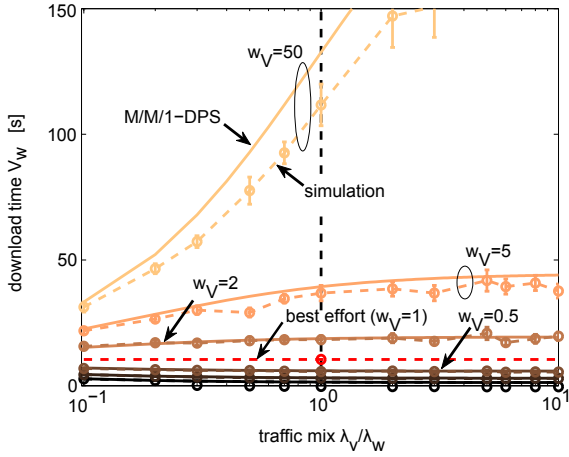 150
w_V=50
M/M/1−DPS
100
simulation
download time V_w [s]
w_V=5
50
w_V=2
best effort (w_V=1)
w_V=0.5
0
10^−1
10^0
10^1
traffic mix λ_v/λ_w